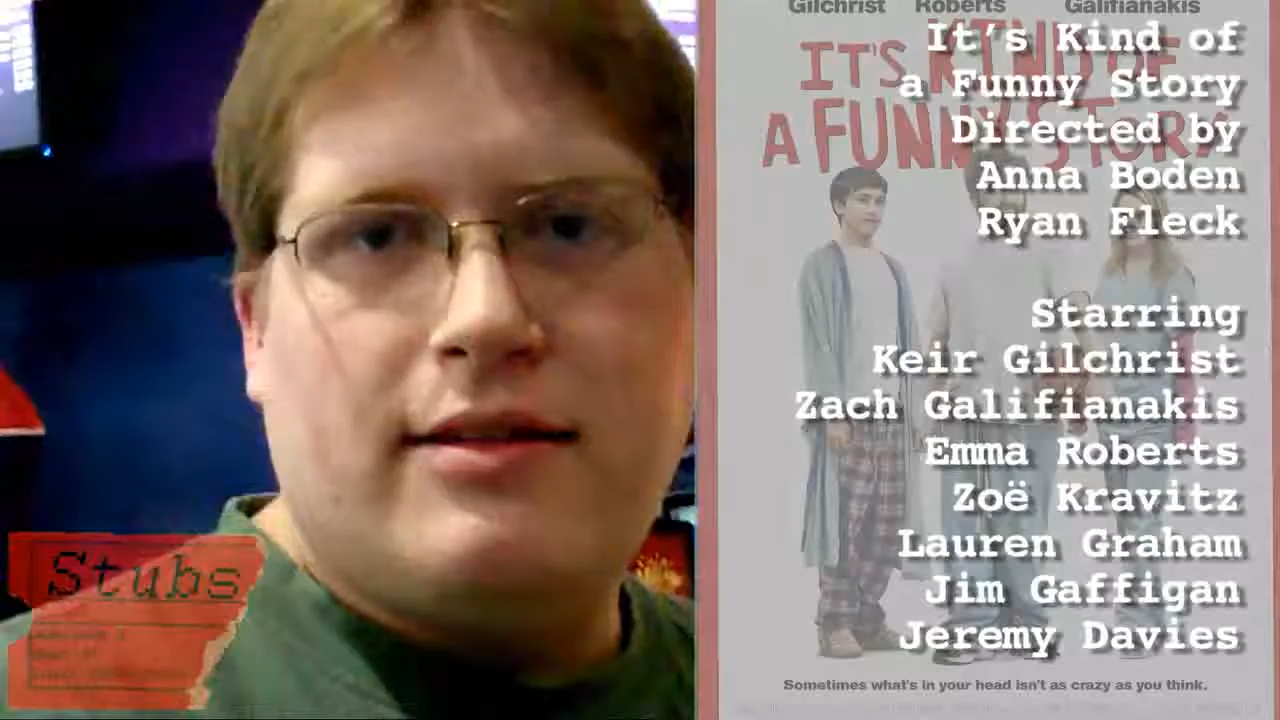 Stubs
Gilchrist Roberts Galifianakis
IT'S KIND OF
A FUNNY STORY
It's Kind of
a Funny Story
Directed by
Anna Boden
Ryan Fleck
Starring
Keir Gilchrist
Zach Galifianakis
Emma Roberts
Zoë Kravitz
Lauren Graham
Jim Gaffigan
Jeremy Davies
Sometimes what's in your head isn't as crazy as you think.